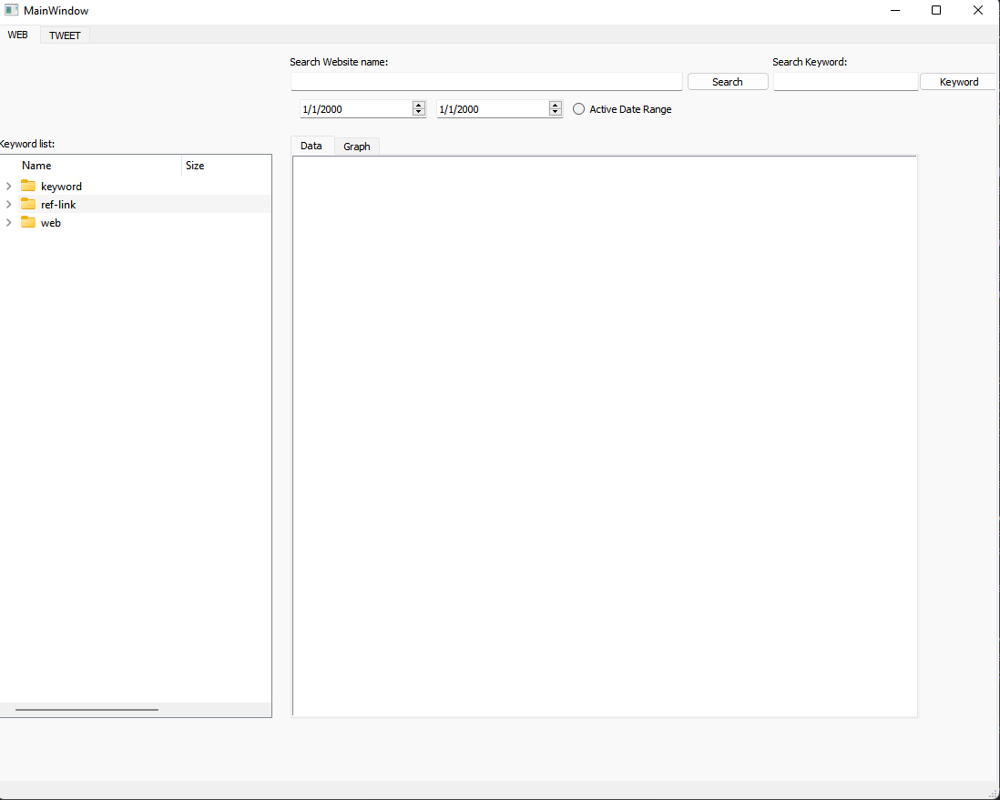 MainWindow
WEB TWEET
Search Website name: Search Keyword:
Search Keyword
1/1/2000 1/1/2000 Active Date Range
Keyword list:
Data Graph
Name Size
keyword
ref-link
web